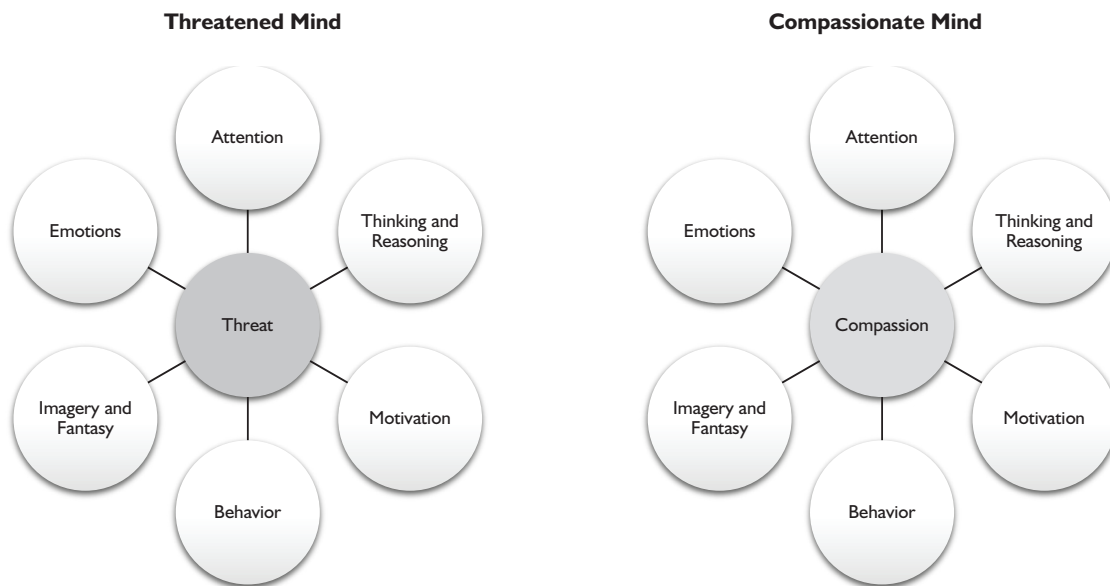 Threatened Mind
Attention
Emotions
Thinking and
Reasoning
Threat
Imagery and
Fantasy
Motivation
Behavior
Compassionate Mind
Attention
Emotions
Thinking and
Reasoning
Compassion
Imagery and
Fantasy
Motivation
Behavior